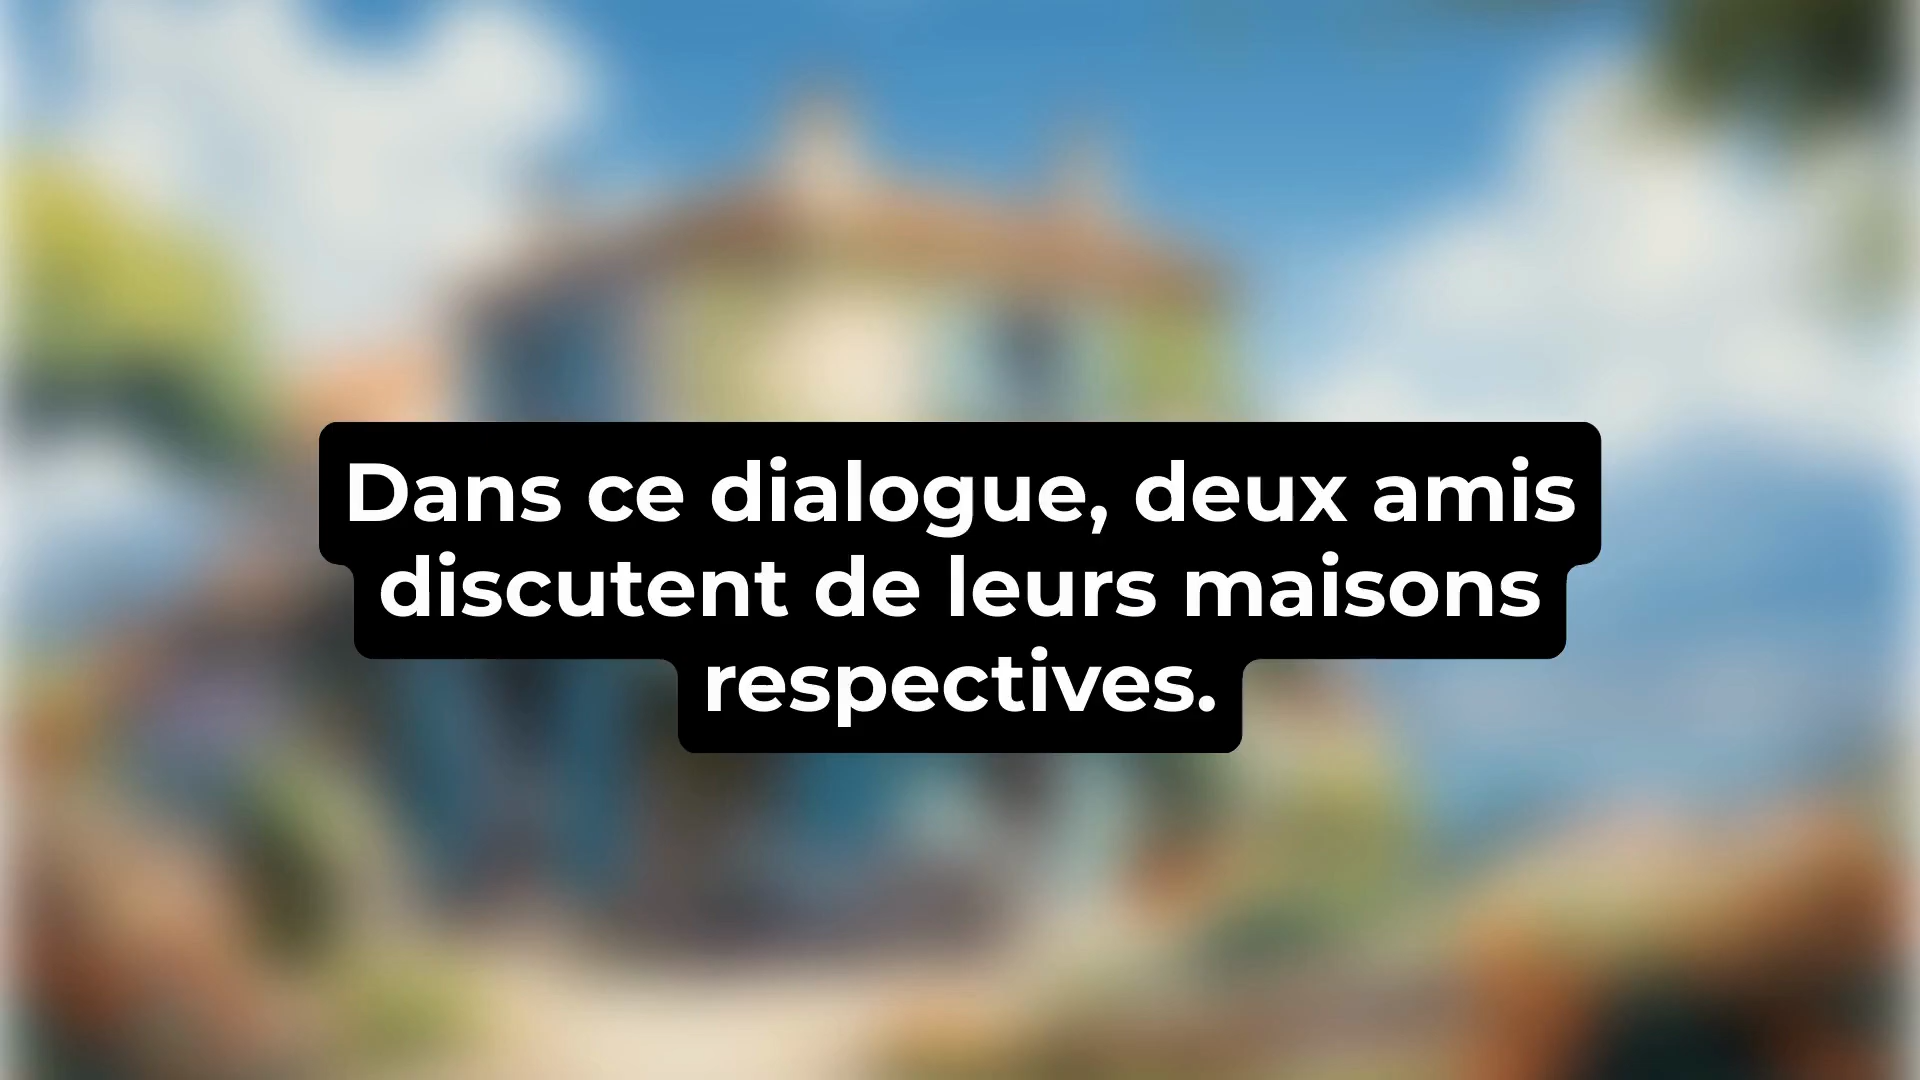 Dans ce dialogue, deux amis
discutent de leurs maisons
respectives.